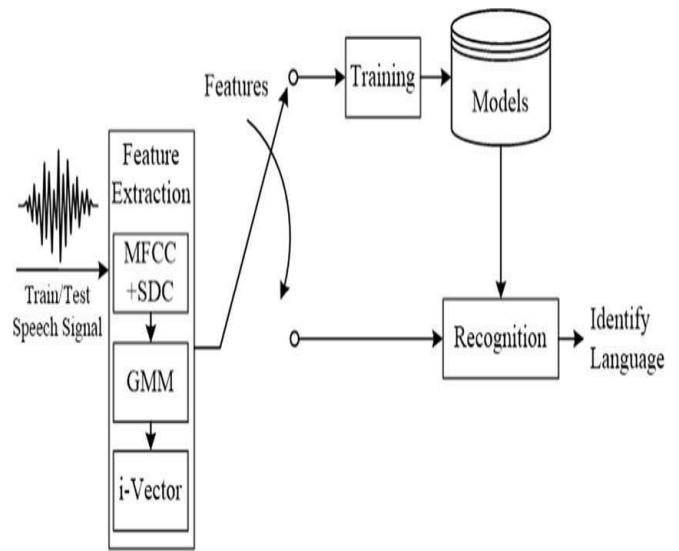 Train/Test
Speech Signal
Feature
Extraction
MFCC
+SDC
GMM
i-Vector
Features
Training
Models
Recognition
Identify
Language